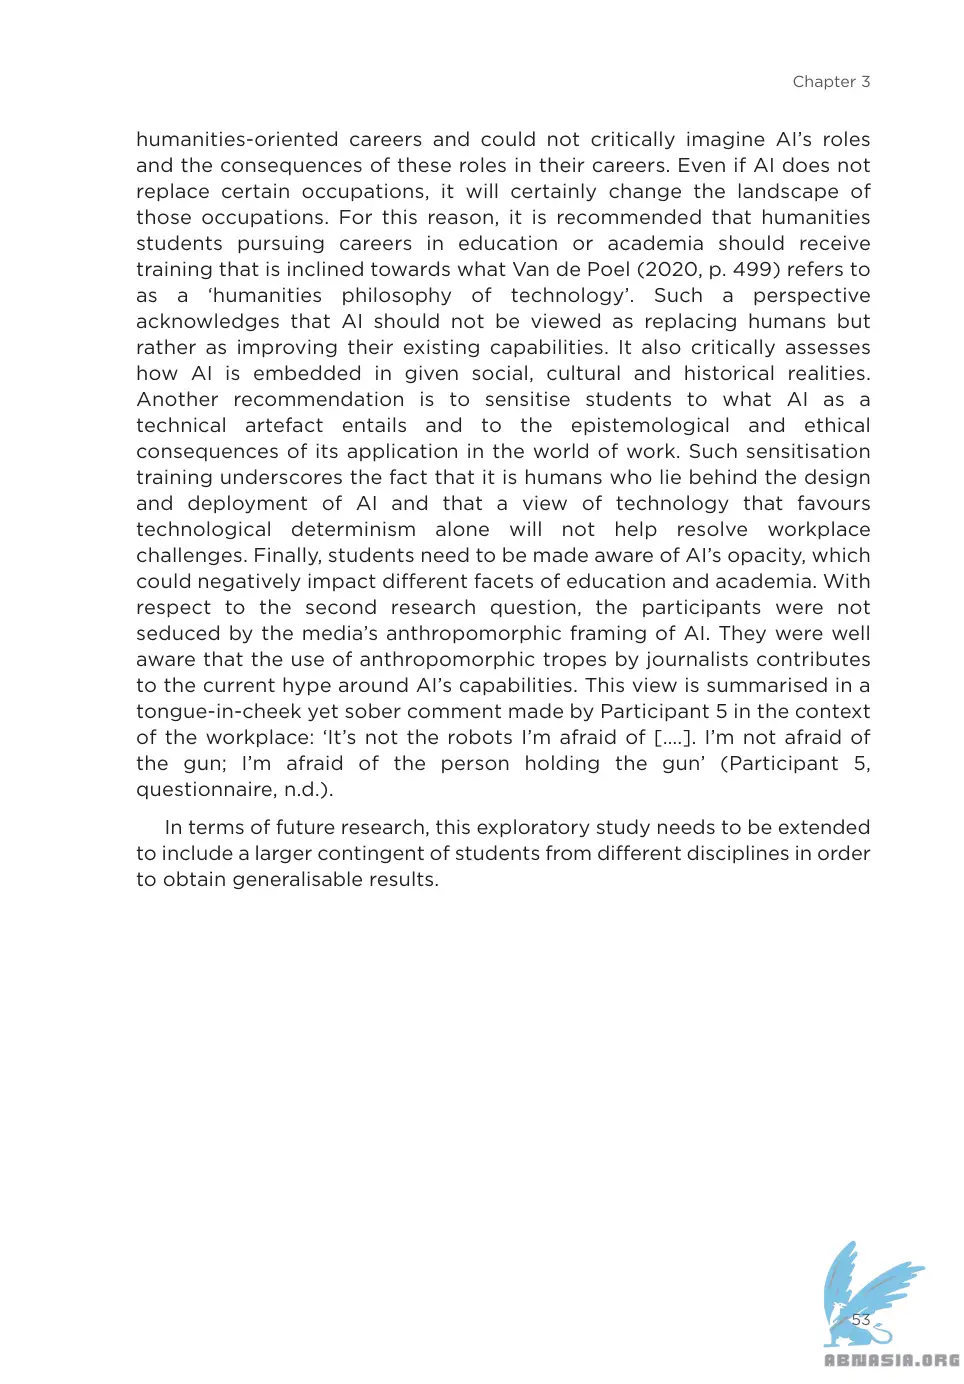 Chapter 3
humanities-oriented careers and could not critically imagine AI’s roles
and the consequences of these roles in their careers. Even if AI does not
replace certain occupations, it will certainly change the landscape of
those occupations. For this reason, it is recommended that humanities
students pursuing careers in education or academia should receive
training that is inclined towards what Van de Poel (2020, p. 499) refers to
as a ‘humanities philosophy of technology’. Such a perspective
acknowledges that AI should not be viewed as replacing humans but
rather as improving their existing capabilities. It also critically assesses
how AI is embedded in given social, cultural and historical realities.
Another recommendation is to sensitise students to what AI as a
technical artefact entails and to the epistemological and ethical
consequences of its application in the world of work. Such sensitisation
training underscores the fact that it is humans who lie behind the design
and deployment of AI and that a view of technology that favours
technological determinism alone will not help resolve workplace
challenges. Finally, students need to be made aware of AI’s opacity, which
could negatively impact different facets of education and academia. With
respect to the second research question, the participants were not
seduced by the media’s anthropomorphic framing of AI. They were well
aware that the use of anthropomorphic tropes by journalists contributes
to the current hype around AI’s capabilities. This view is summarised in a
tongue-in-cheek yet sober comment made by Participant 5 in the context
of the workplace: ‘It’s not the robots I’m afraid of [....]. I’m not afraid of
the gun; I’m afraid of the person holding the gun’ (Participant 5,
questionnaire, n.d.).
In terms of future research, this exploratory study needs to be extended
to include a larger contingent of students from different disciplines in order
to obtain generalisable results.
53
ABNASIA.ORG